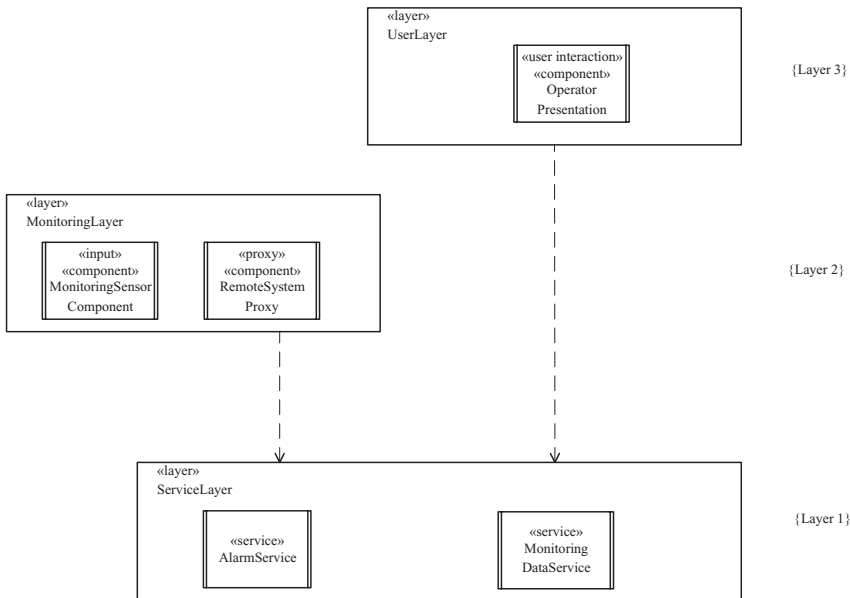 «layer»
UserLayer
«user interaction»
«component»
Operator
Presentation
{Layer 3}
«layer»
MonitoringLayer
«input»
«component»
MonitoringSensor
Component
«proxy»
«component»
RemoteSystem
Proxy
{Layer 2}
«layer»
ServiceLayer
«service»
AlarmService
«service»
Monitoring
DataService
{Layer 1}